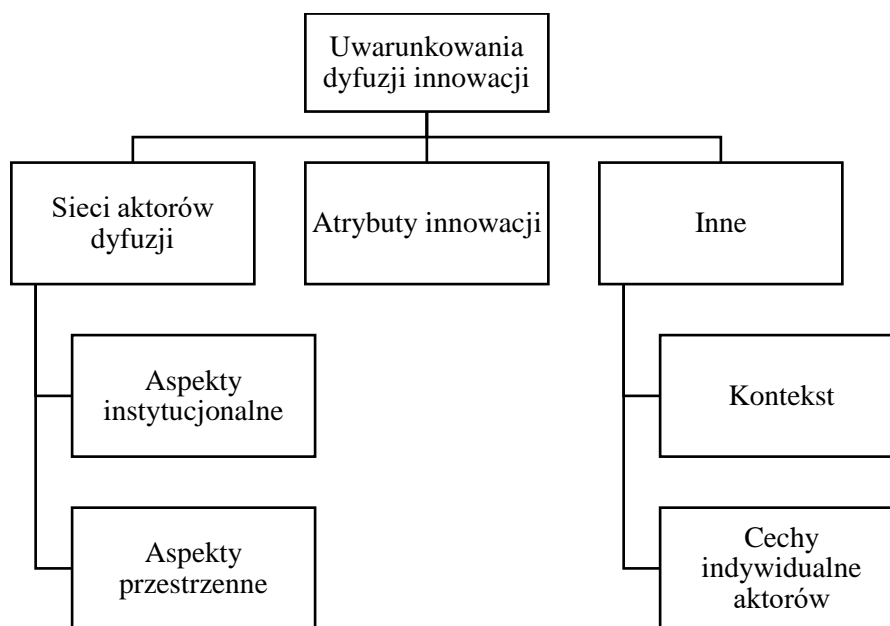 Uwarunkowania
dyfuzji innowacji
Sieci aktorów
dyfuzji
Atrybuty innowacji
Inne
Aspekty
instytucjonalne
Kontekst
Aspekty
przestrzenne
Cechy
indywidualne
aktorów